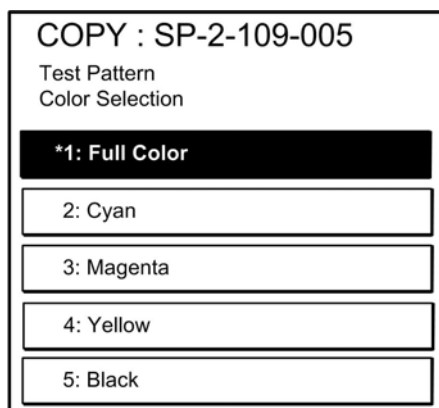 COPY : SP-2-109-005
Test Pattern
Color Selection
*1: Full Color
2: Cyan
3: Magenta
4: Yellow
5: Black